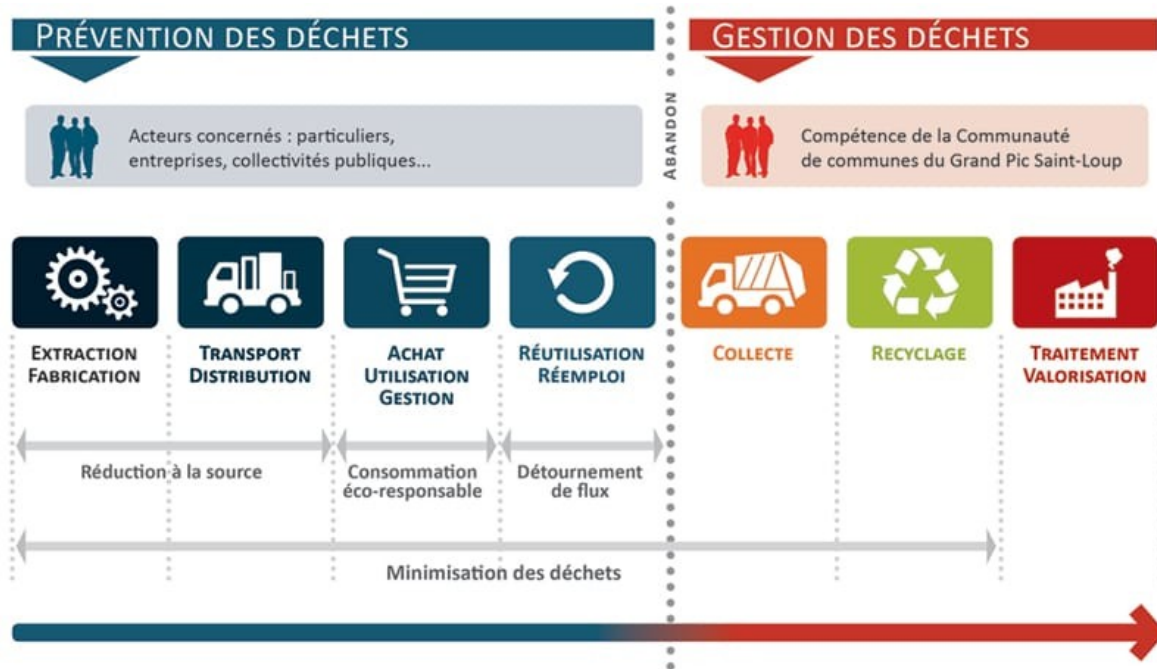 PRÉVENTION DES DÉCHETS
GESTION DES DÉCHETS
Acteurs concernés : particuliers,
entreprises, collectivités publiques...
ABANDON
Compétence de la Communauté
de communes du Grand Pic Saint-Loup
EXTRACTION
FABRICATION
TRANSPORT
DISTRIBUTION
ACHAT
UTILISATION
GESTION
RÉUTILISATION
RÉEMPLOI
COLLECTE
RECYCLAGE
TRAITEMENT
VALORISATION
Réduction à la source
Consommation
éco-responsable
Détournement
de flux
Minimisation des déchets